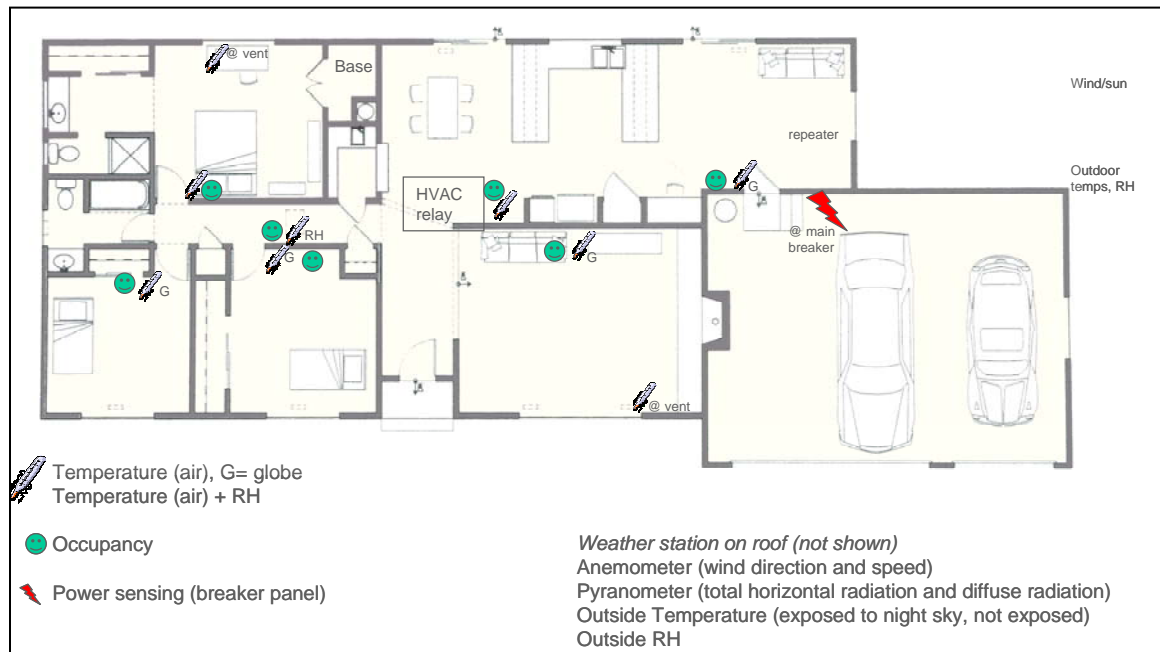 @ vent
Base
Wind/sun
repeater
Outdoor
temps, RH
G
HVAC
relay
@ main
breaker
RH
G
G
G
@ vent
Temperature (air), G= globe
Temperature (air) + RH
Occupancy
Power sensing (breaker panel)
Weather station on roof (not shown)
Anemometer (wind direction and speed)
Pyranometer (total horizontal radiation and diffuse radiation)
Outside Temperature (exposed to night sky, not exposed)
Outside RH